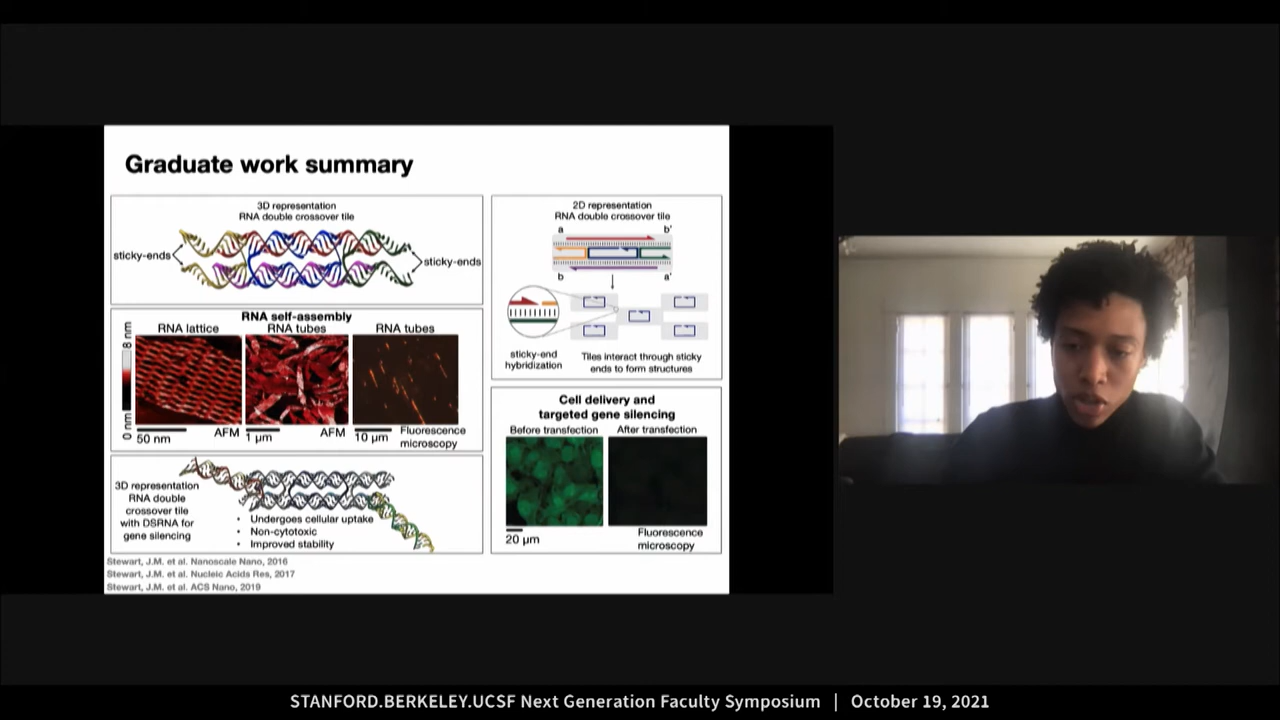 Graduate work summary
3D representation
RNA double crossover tile
sticky-ends
sticky-ends
RNA self-assembly
RNA lattice
RNA tubes
RNA tubes
0 nm
8 nm
50 nm
AFM
1 µm
AFM
10 µm
Fluorescence
microscopy
3D representation
RNA double
crossover tile
with DSRNA for
gene silencing
• Undergoes cellular uptake
• Non-cytotoxic
• Improved stability
2D representation
RNA double crossover tile
a
b'
b
a'
sticky-end
hybridization
Tiles interact through sticky
ends to form structures
Cell delivery and
targeted gene silencing
Before transfection
After transfection
20 µm
Fluorescence
microscopy
Stewart, J.M. et al. Nanoscale Nano, 2016
Stewart, J.M. et al. Nucleic Acids Res, 2017
Stewart, J.M. et al. ACS Nano, 2019
STANFORD.BERKELEY.UCSF Next Generation Faculty Symposium | October 19, 2021